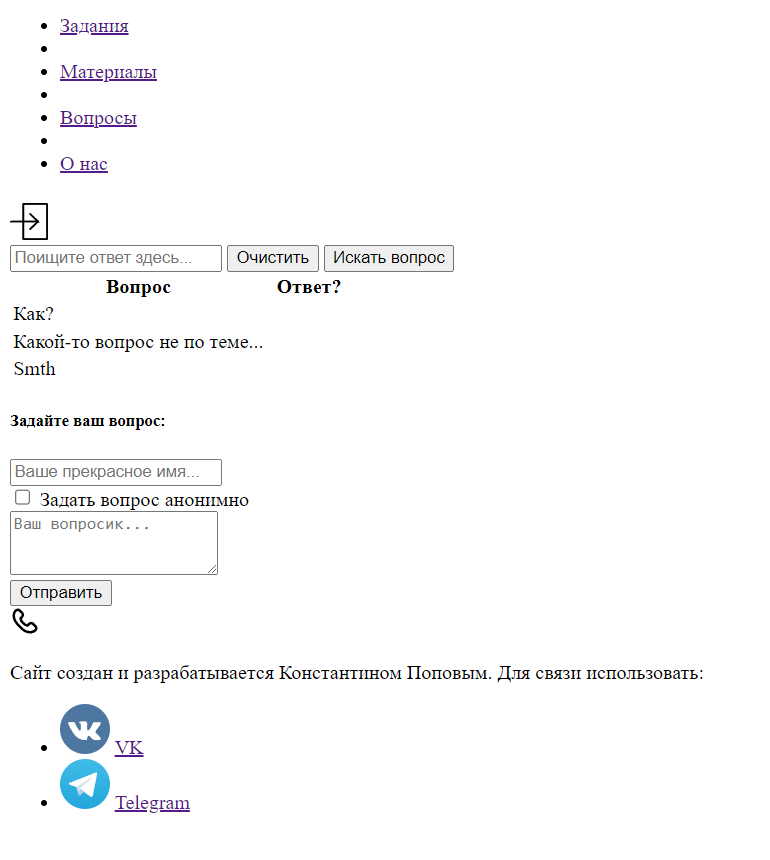 Задания
Материалы
Вопросы
О нас
Поищите ответ здесь... Очистить Искать вопрос
Вопрос Ответ?
Как?
Какой-то вопрос не по теме...
Smth
Задайте ваш вопрос:
Ваше прекрасное имя...
Задать вопрос анонимно
Ваш вопросик...
Отправить
Сайт создан и разрабатывается Константином Поповым. Для связи использовать:
VK
Telegram